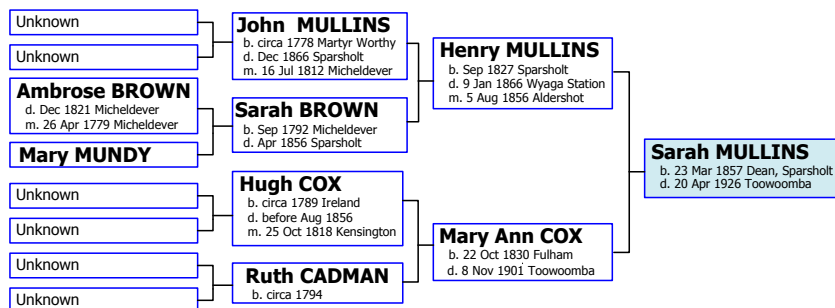 Unknown
Unknown
Ambrose BROWN
d. Dec 1821 Micheldever
m. 26 Apr 1779 Micheldever
Mary MUNDY
Unknown
Unknown
Unknown
Unknown
John MULLINS
b. circa 1778 Martyr Worthy
d. Dec 1866 Sparsholt
m. 16 Jul 1812 Micheldever
Sarah BROWN
b. Sep 1792 Micheldever
d. Apr 1856 Sparsholt
Hugh COX
b. circa 1789 Ireland
d. before Aug 1856
m. 25 Oct 1818 Kensington
Ruth CADMAN
b. circa 1794
Henry MULLINS
b. Sep 1827 Sparsholt
d. 9 Jan 1866 Wyaga Station
m. 5 Aug 1856 Aldershot
Mary Ann COX
b. 22 Oct 1830 Fulham
d. 8 Nov 1901 Toowoomba
Sarah MULLINS
b. 23 Mar 1857 Dean, Sparsholt
d. 20 Apr 1926 Toowoomba